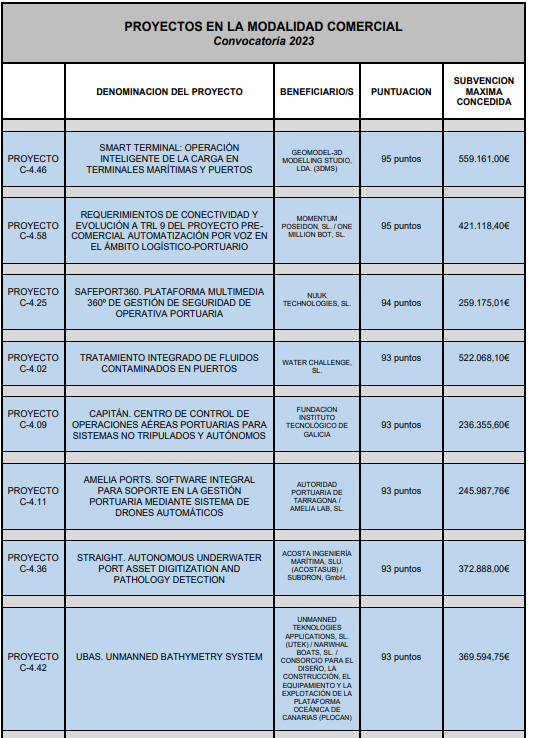 PROYECTOS EN LA MODALIDAD COMERCIAL
Convocatoria 2023
DENOMINACION DEL PROYECTO
BENEFICIARIO/S
PUNTUACION
SUBVENCION
MAXIMA
CONCEDIDA
PROYECTO
C-4.46
SMART TERMINAL: OPERACIÓN
INTELIGENTE DE LA CARGA EN
TERMINALES MARÍTIMAS Y PUERTOS
GEOMODEL-3D
MODELLING STUDIO,
LDA. (3DMS)
95 puntos
559.161,00€
PROYECTO
C-4.58
REQUERIMIENTOS DE CONECTIVIDAD Y
EVOLUCIÓN A TRL 9 DEL PROYECTO PRE-
COMERCIAL AUTOMATIZACIÓN POR VOZ EN
EL ÁMBITO LOGÍSTICO-PORTUARIO
MOMENTUM
POSEIDON, SL. / ONE
MILLION BOT, SL.
95 puntos
421.118,40€
PROYECTO
C-4.25
SAFEPORT360. PLATAFORMA MULTIMEDIA
360º DE GESTIÓN DE SEGURIDAD DE
OPERATIVA PORTUARIA
NUUK
TECHNOLOGIES, SL.
94 puntos
259.175,01€
PROYECTO
C-4.02
TRATAMIENTO INTEGRADO DE FLUIDOS
CONTAMINADOS EN PUERTOS
WATER CHALLENGE,
SL.
93 puntos
522.068,10€
PROYECTO
C-4.09
CAPITÁN. CENTRO DE CONTROL DE
OPERACIONES AÉREAS PORTUARIAS PARA
SISTEMAS NO TRIPULADOS Y AUTÓNOMOS
FUNDACION
INSTITUTO
TECNOLÓGICO DE
GALICIA
93 puntos
236.355,60€
PROYECTO
C-4.11
AMELIA PORTS. SOFTWARE INTEGRAL
PARA SOPORTE EN LA GESTIÓN
PORTUARIA MEDIANTE SISTEMA DE
DRONES AUTOMÁTICOS
AUTORIDAD
PORTUARIA DE
TARRAGONA /
AMELIA LAB, SL.
93 puntos
245.987,76€
PROYECTO
C-4.36
STRAIGHT. AUTONOMOUS UNDERWATER
PORT ASSET DIGITIZATION AND
PATHOLOGY DETECTION
ACOSTA INGENIERÍA
MARÍTIMA, SLU.
(ACOSTASUB) /
SUBDRON, GmbH.
93 puntos
372.888,00€
PROYECTO
C-4.42
UBAS. UNMANNED BATHYMETRY SYSTEM
UNMANNED
TEKNOLOGIES
APPLICATIONS, SL.
(UTEK) / NARWHAL
BOATS, SL. /
CONSORCIO PARA EL
DISEÑO, LA
CONSTRUCCIÓN, EL
EQUIPAMIENTO Y LA
EXPLOTACIÓN DE LA
PLATAFORMA
OCEÁNICA DE
CANARIAS (PLOCAN)
93 puntos
369.594,75€